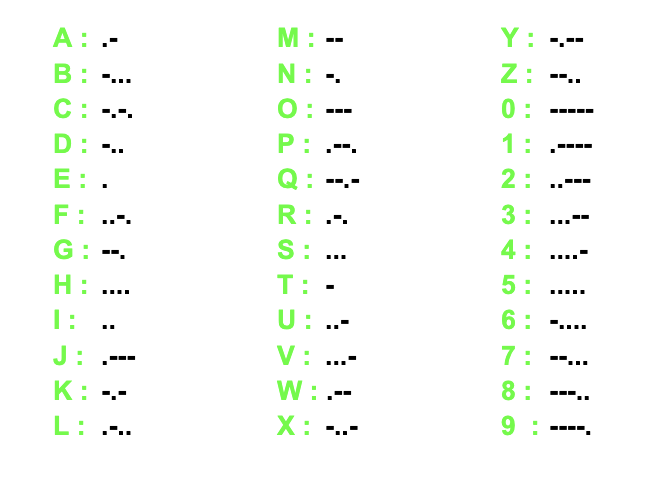 A : .-
B : -...
C : -.-.
D : -..
E : .
F : ..-.
G : --.
H : ....
I : ..
J : .---
K : -.-
L : .-..
M : --
N : -.
O : ---
P : .--.
Q : --.-
R : .-.
S : ...
T : -
U : ..-
V : ...-
W : .--
X : -..-
Y : -.--
Z : --..
0 : -----
1 : .----
2 : ..---
3 : ...--
4 : ....-
5 : .....
6 : -....
7 : --...
8 : ---..
9 : ----.